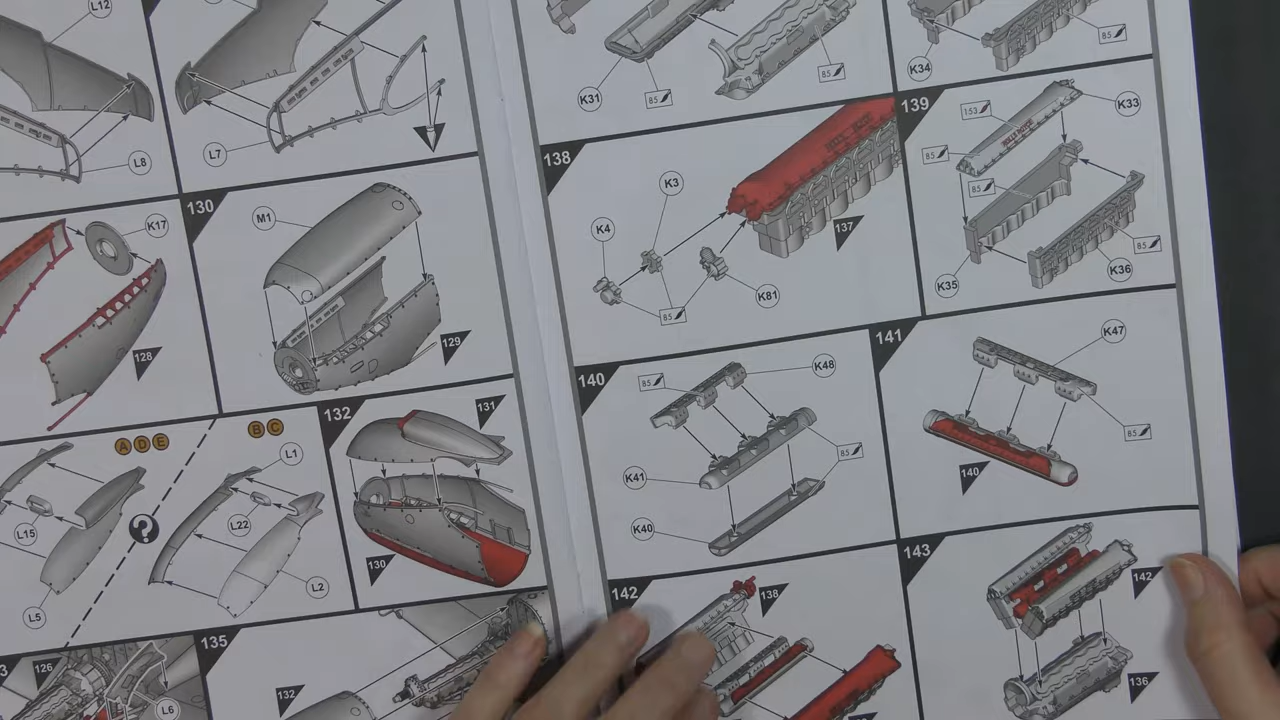 L12
L8
L7
K17
128
130
M1
129
A D E
B C
L15
L5
?
L1
L22
L2
132
131
130
126
L6
135
132
K31
85
85
K34
85
138
K4
K3
K81
85
137
139
153
K33
85
85
85
K35
K36
140
85
K48
K41
85
K40
141
K47
85
140
142
138
143
142
136